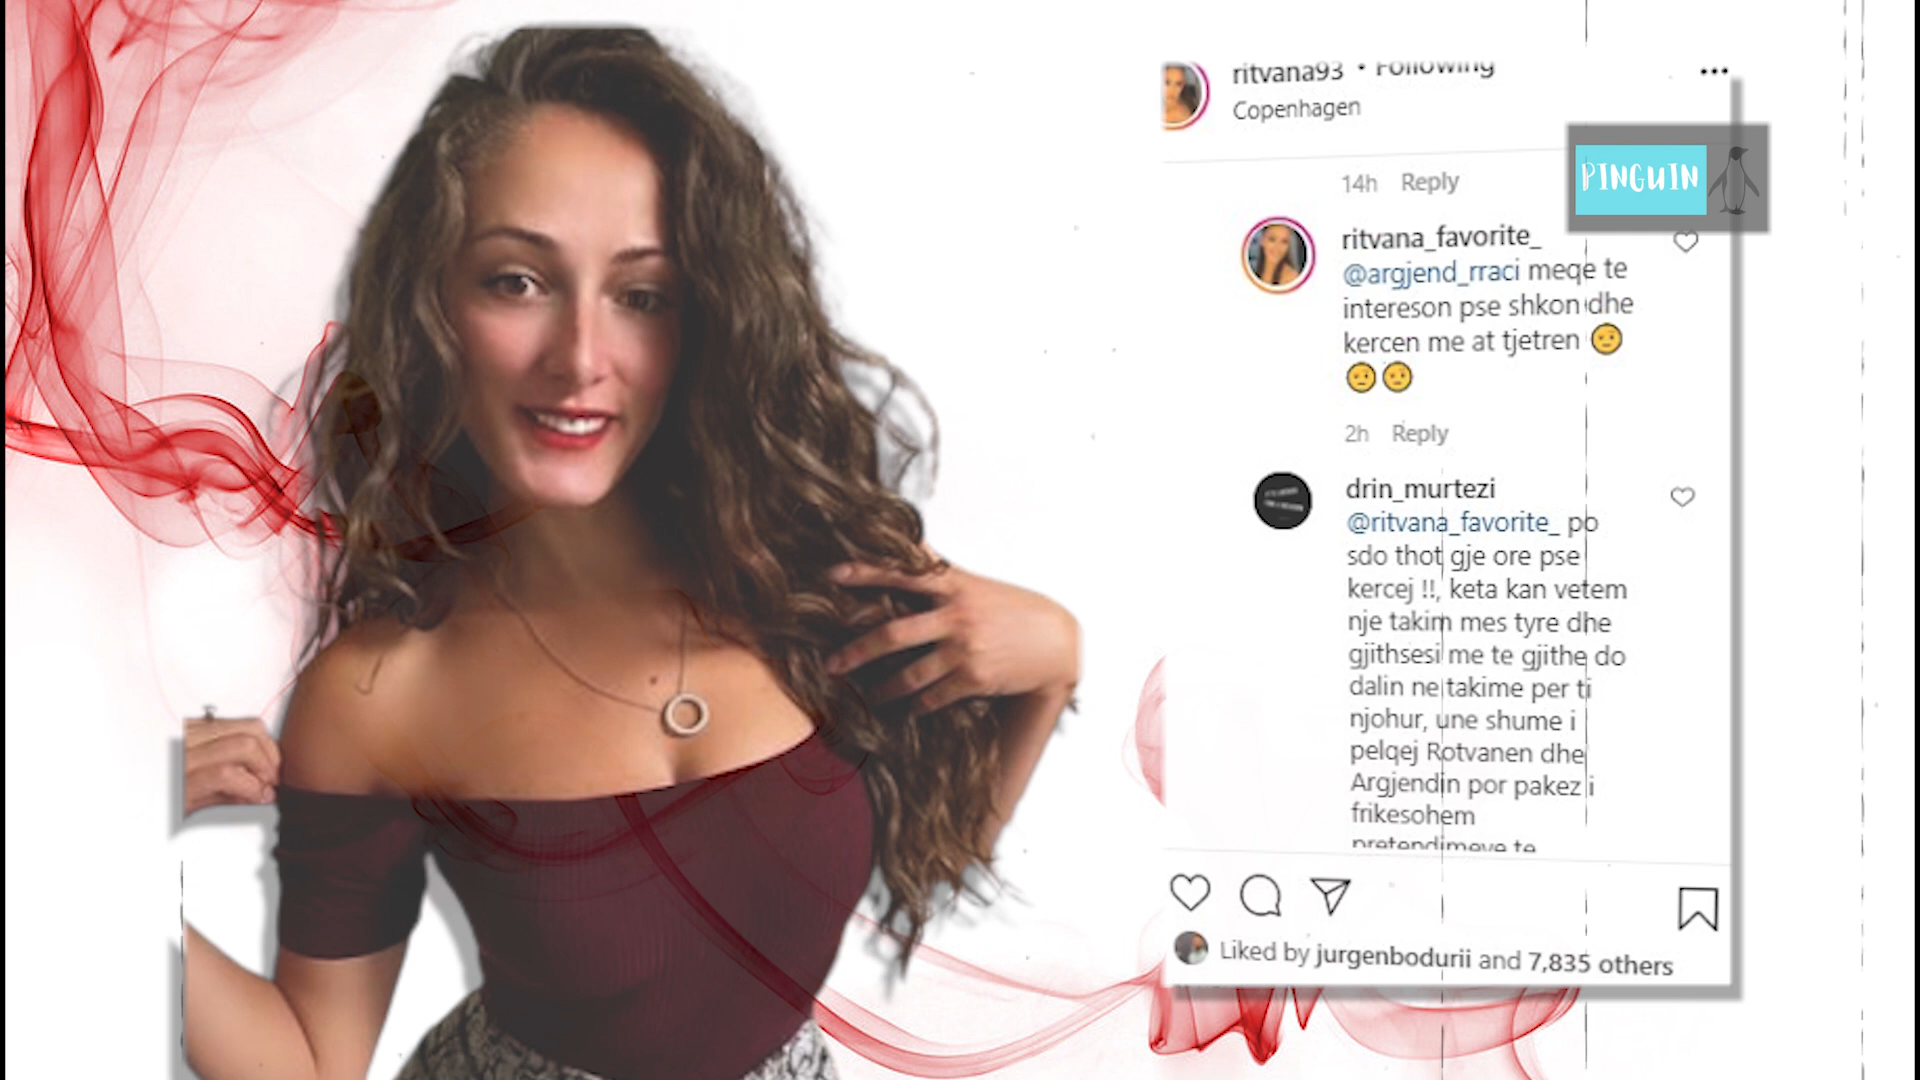 ritvana93 • Following
Copenhagen
PINGUIN
14h Reply
ritvana_favorite_
@argjend_rraci meqe te
intereson pse shkon dhe
kercen me at tjetren
2h Reply
drin_murtezi
@ritvana_favorite_ po
sdo thot gje ore pse
kercej !!, keta kan vetem
nje takim mes tyre dhe
gjithsesi me te gjithe do
dalin ne takime per ti
njohur, une shume i
pelqej Rotvanen dhe
Argjendin por pakez i
frikesohem
pretendimeve te
Liked by jurgenbodurii and 7,835 others